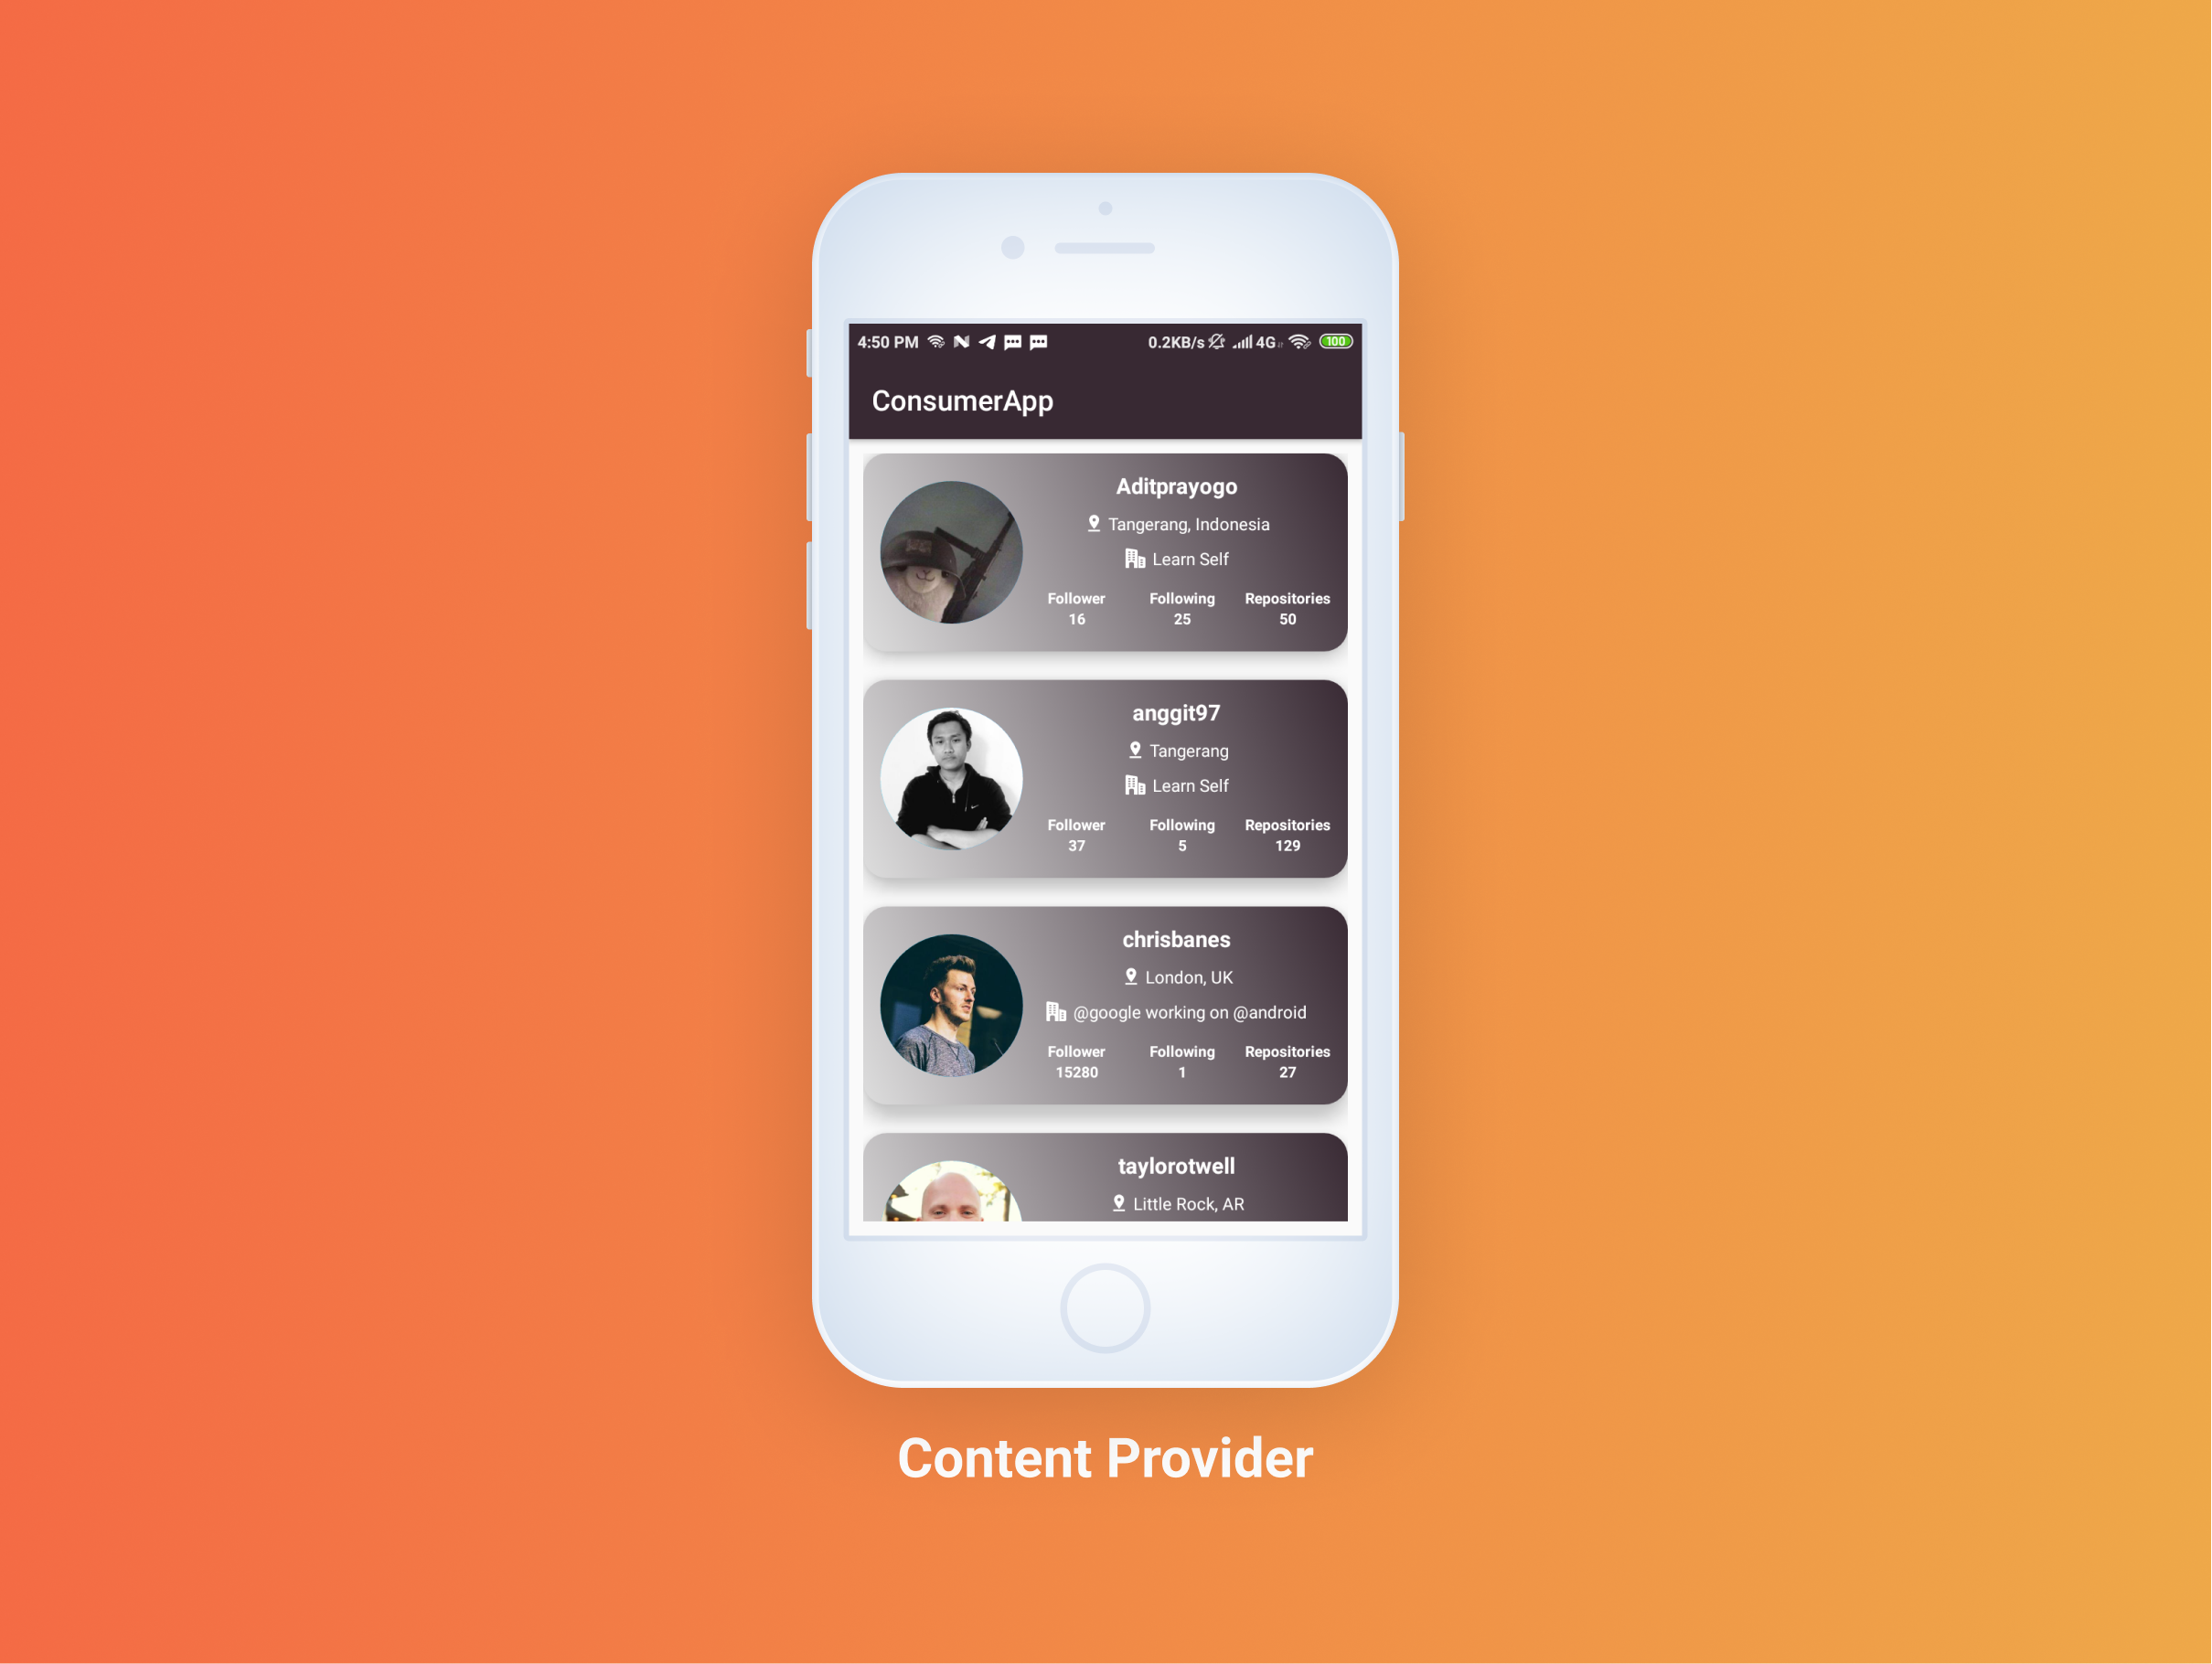 4:50 PM 0.2KB/s 4G 100
ConsumerApp
Aditprayogo
Tangerang, Indonesia
Learn Self
Follower Following Repositories
16 25 50
anggit97
Tangerang
Learn Self
Follower Following Repositories
37 5 129
chrisbanes
London, UK
@google working on @android
Follower Following Repositories
15280 1 27
taylorotwell
Little Rock, AR
Content Provider